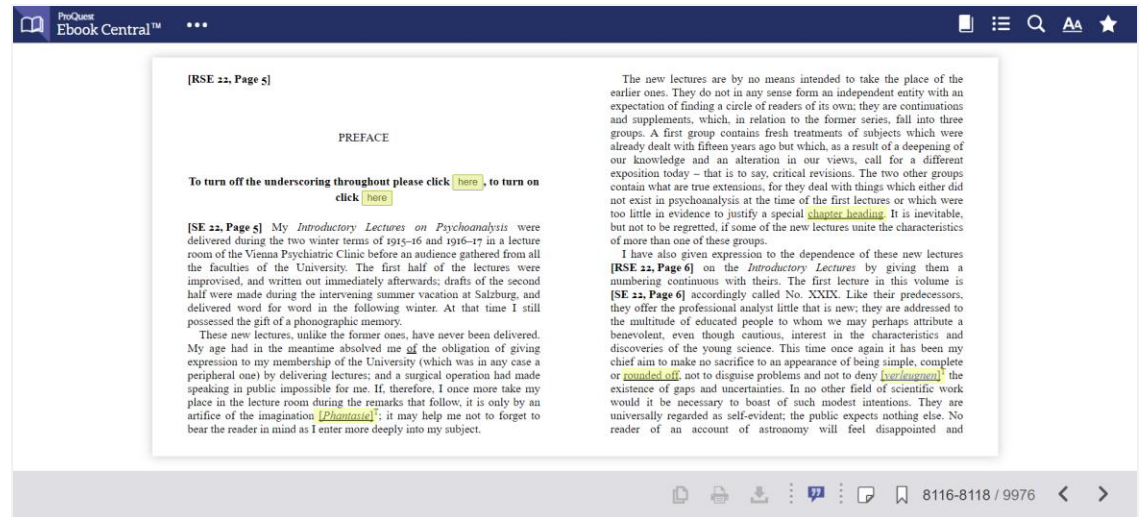 ProQuest
Ebook Central™
AA
[RSE 22, Page 5]
PREFACE
To turn off the underscoring throughout please click here , to turn on
click here
[SE 22, Page 5] My Introductory Lectures on Psychoanalysis were
delivered during the two winter terms of 1915–16 and 1916–17 in a lecture
room of the Vienna Psychiatric Clinic before an audience gathered from all
the faculties of the University. The first half of the lectures were
improvised, and written out immediately afterwards; drafts of the second
half were made during the intervening summer vacation at Salzburg, and
delivered word for word in the following winter. At that time I still
possessed the gift of a phonographic memory.
These new lectures, unlike the former ones, have never been delivered.
My age had in the meantime absolved me of the obligation of giving
expression to my membership of the University (which was in any case a
peripheral one) by delivering lectures; and a surgical operation had made
speaking in public impossible for me. If, therefore, I once more take my
place in the lecture room during the remarks that follow, it is only by an
artifice of the imagination [Phantasie]; it may help me not to forget to
bear the reader in mind as I enter more deeply into my subject.
The new lectures are by no means intended to take the place of the
earlier ones. They do not in any sense form an independent entity with an
expectation of finding a circle of readers of its own; they are continuations
and supplements, which, in relation to the former series, fall into three
groups. A first group contains fresh treatments of subjects which were
already dealt with fifteen years ago but which, as a result of a deepening of
our knowledge and an alteration in our views, call for a different
exposition today – that is to say, critical revisions. The two other groups
contain what are true extensions, for they deal with things which either did
not exist in psychoanalysis at the time of the first lectures or which were
too little in evidence to justify a special chapter heading. It is inevitable,
but not to be regretted, if some of the new lectures unite the characteristics
of more than one of these groups.
I have also given expression to the dependence of these new lectures
[RSE 22, Page 6] on the Introductory Lectures by giving them a
numbering continuous with theirs. The first lecture in this volume is
[SE 22, Page 6] accordingly called No. XXIX. Like their predecessors,
they offer the professional analyst little that is new; they are addressed to
the multitude of educated people to whom we may perhaps attribute a
benevolent, even though cautious, interest in the characteristics and
discoveries of the young science. This time once again it has been my
chief aim to make no sacrifice to an appearance of being simple, complete
or rounded off, not to disguise problems and not to deny [verleugnen] the
existence of gaps and uncertainties. In no other field of scientific work
would it be necessary to boast of such modest intentions. They are
universally regarded as self-evident; the public expects nothing else. No
reader of an account of astronomy will feel disappointed and
8116-8118 / 9976